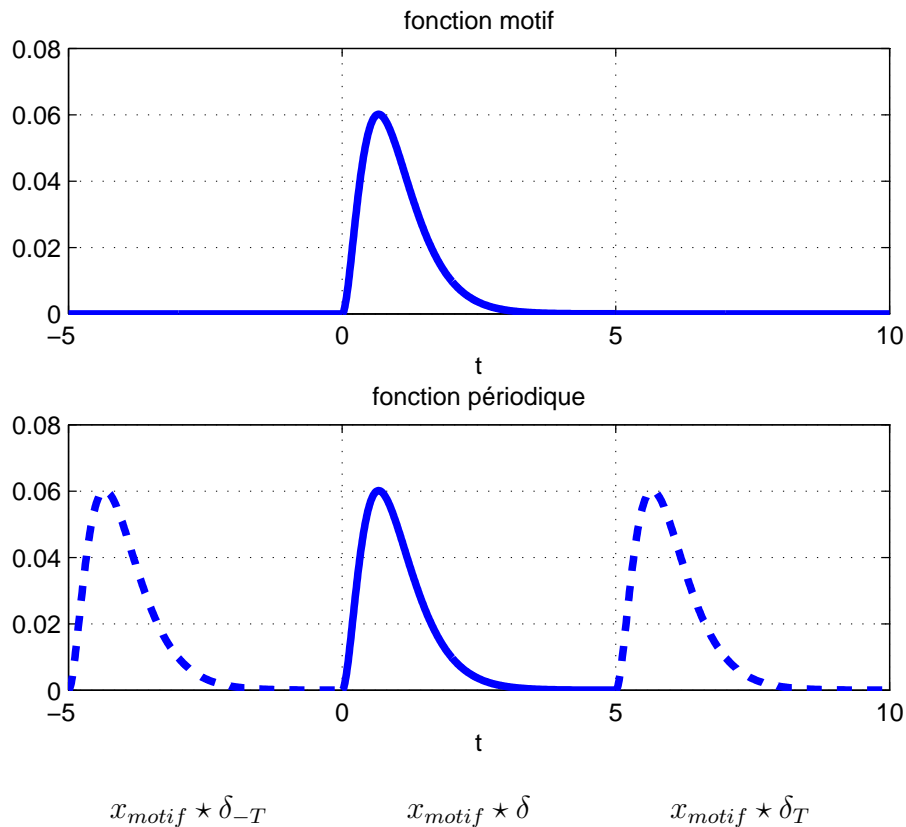 fonction motif
0.08
0.06
0.04
0.02
0
−5 0 5 10
t
fonction périodique
0.08
0.06
0.04
0.02
0
−5 0 5 10
t
x_{motif} ⋆ δ_{−T} x_{motif} ⋆ δ x_{motif} ⋆ δ_T